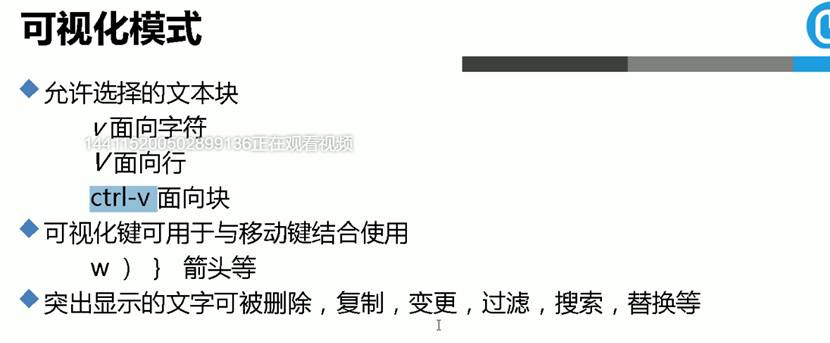 可视化模式
允许选择的文本块
v 面向字符
144115200502899136正在观看视频
V 面向行
ctrl-v 面向块
可视化键可用于与移动键结合使用
w ） } 箭头等
突出显示的文字可被删除，复制，变更，过滤，搜索，替换等